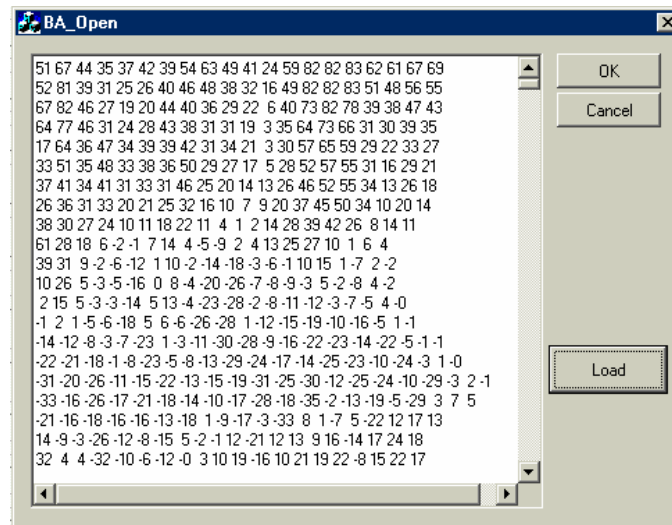 BA_Open
51 67 44 35 37 42 39 54 63 49 41 24 59 82 82 83 62 61 67 69
52 81 39 31 25 26 40 46 48 38 32 16 49 82 82 83 51 48 56 55
67 82 46 27 19 20 44 40 36 29 22 6 40 73 82 78 39 38 47 43
64 77 46 31 24 28 43 38 31 31 19 3 35 64 73 66 31 30 39 35
17 64 36 47 34 39 39 42 31 34 21 3 30 57 65 59 29 22 33 27
33 51 35 48 33 38 36 50 29 27 17 5 28 52 57 55 31 16 29 21
37 41 34 41 31 33 31 46 25 20 14 13 26 46 52 55 34 13 26 18
26 36 31 33 20 21 25 32 16 10 7 9 20 37 45 50 34 10 20 14
38 30 27 24 10 11 18 22 11 4 1 2 14 28 39 42 26 8 14 11
61 28 18 6 -2 -1 7 14 4 -5 -9 2 4 13 25 27 10 1 6 4
39 31 9 -2 -6 -12 1 10 -2 -14 -18 -3 -6 -1 10 15 1 -7 2 -2
10 26 5 -3 -5 -16 0 8 -4 -20 -26 -7 -8 -9 -3 5 -2 -8 4 -2
2 15 5 -3 -3 -14 5 13 -4 -23 -28 -2 -8 -11 -12 -3 -7 -5 4 -0
-1 2 1 -5 -6 -18 5 6 -6 -26 -28 1 -12 -15 -19 -10 -16 -5 1 -1
-14 -12 -8 -3 -7 -23 1 -3 -11 -30 -28 -9 -16 -22 -23 -14 -22 -5 -1 -1
-22 -21 -18 -1 -8 -23 -5 -8 -13 -29 -24 -17 -14 -25 -23 -10 -24 -3 1 -0
-31 -20 -26 -11 -15 -22 -13 -15 -19 -31 -25 -30 -12 -25 -24 -10 -29 -3 2 -1
-33 -16 -26 -17 -21 -18 -14 -10 -17 -28 -18 -35 -2 -13 -19 -5 -29 3 7 5
-21 -16 -18 -16 -16 -13 -18 1 -9 -17 -3 -33 8 1 -7 5 -22 12 17 13
14 -9 -3 -26 -12 -8 -15 5 -2 -1 12 -21 12 13 9 16 -14 17 24 18
32 4 4 -32 -10 -6 -12 -0 3 10 19 -16 10 21 19 22 -8 15 22 17
OK
Cancel
Load